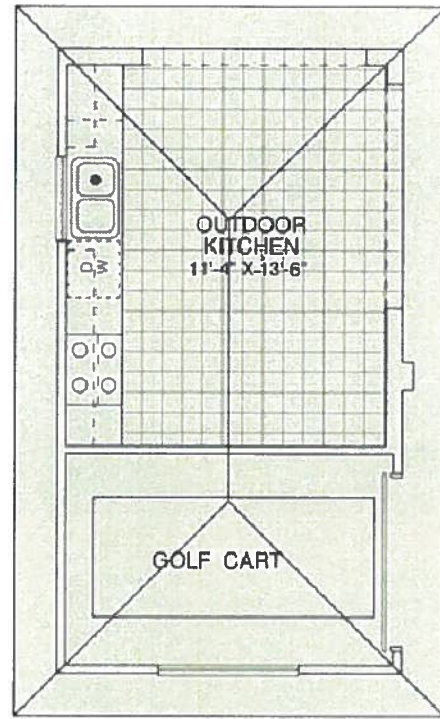 OUTDOOR
KITCHEN
11'-4" X 13'-6"
D
W
GOLF CART